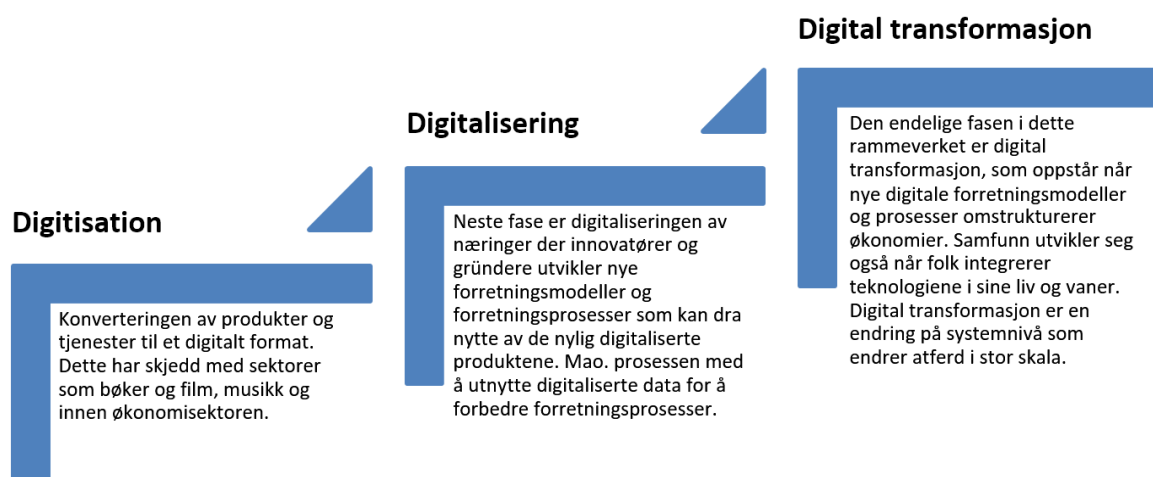 Digitisation
Konverteringen av produkter og
tjenester til et digitalt format.
Dette har skjedd med sektorer
som bøker og film, musikk og
innen økonomisektoren.
Digitalisering
Neste fase er digitaliseringen av
næringer der innovatører og
gründere utvikler nye
forretningsmodeller og
forretningsprosesser som kan dra
nytte av de nylig digitaliserte
produktene. Mao. prosessen med
å utnytte digitaliserte data for å
forbedre forretningsprosesser.
Digital transformasjon
Den endelige fasen i dette
rammeverket er digital
transformasjon, som oppstår når
nye digitale forretningsmodeller
og prosesser omstrukturerer
økonomier. Samfunn utvikler seg
også når folk integrerer
teknologiene i sine liv og vaner.
Digital transformasjon er en
endring på systemnivå som
endrer atferd i stor skala.